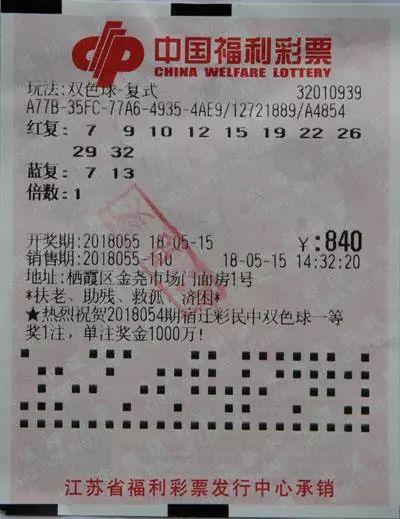 中国福利彩票
CHINA WELFARE LOTTERY
玩法:双色球-复式 32010939
A77B-35FC-77A6-4935-4AE9/12721889/A4854
红复: 7 9 10 12 15 19 22 26
29 32
蓝复: 7 13
倍数:1
开奖期:2018055 18-05-15 ¥:840
销售期:2018055-110 18-05-15 14:32:20
地址:栖霞区金尧市场门面房1号
*扶老、助残、救孤、济困*
★热烈祝贺2018054期宿迁彩民中双色球一等
奖1注，单注奖金1000万!
江苏省福利彩票发行中心承销